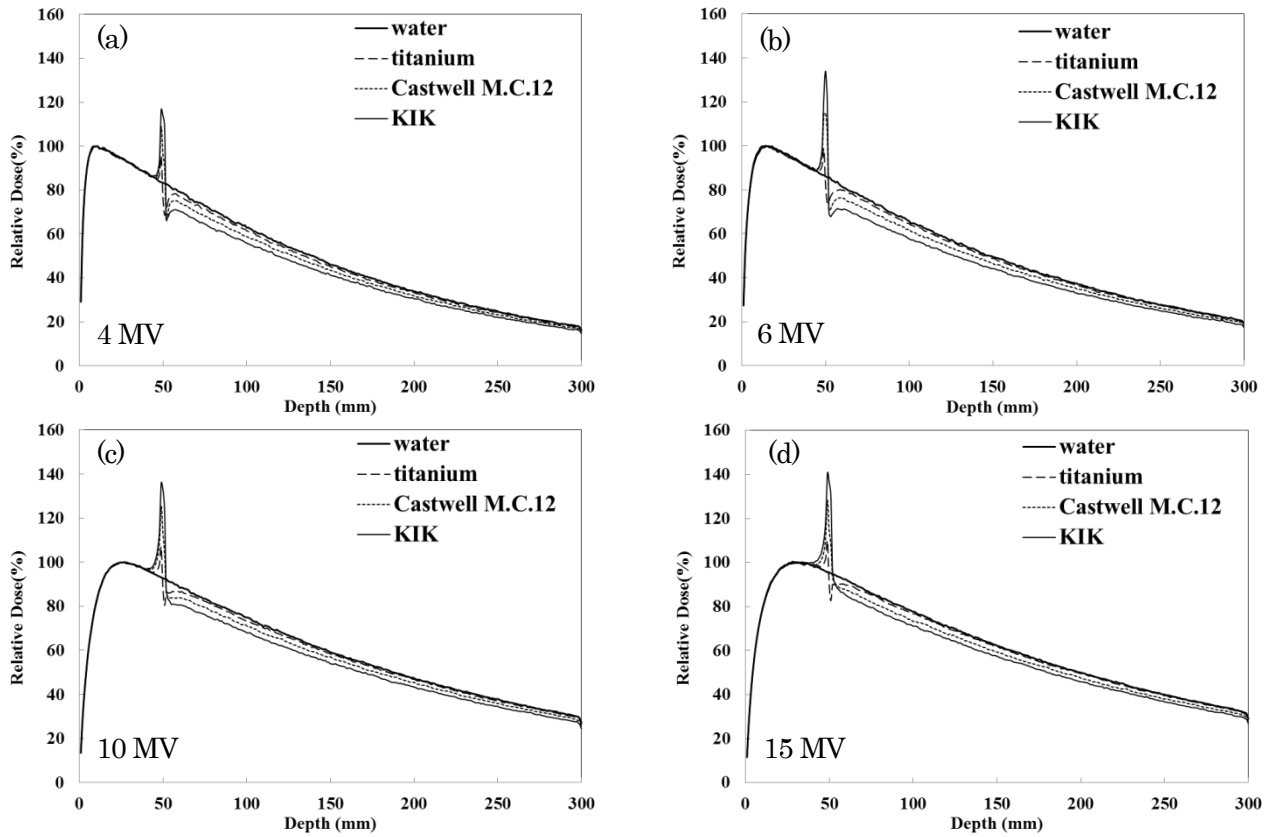 (a)
water
titanium
Castwell M.C.12
KIK
Relative Dose(%)
160
140
120
100
80
60
40
20
0
4 MV
0 50 100 150 200 250 300
Depth (mm)
(b)
water
titanium
Castwell M.C.12
KIK
Relative Dose(%)
160
140
120
100
80
60
40
20
0
6 MV
0 50 100 150 200 250 300
Depth (mm)
(c)
water
titanium
Castwell M.C.12
KIK
Relative Dose(%)
160
140
120
100
80
60
40
20
0
10 MV
0 50 100 150 200 250 300
Depth (mm)
(d)
water
titanium
Castwell M.C.12
KIK
Relative Dose(%)
160
140
120
100
80
60
40
20
0
15 MV
0 50 100 150 200 250 300
Depth (mm)